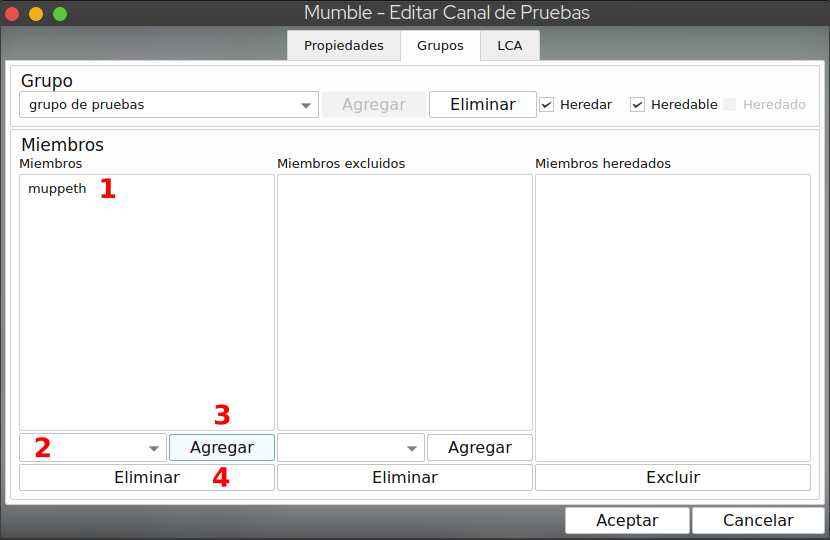 Mumble - Editar Canal de Pruebas
Propiedades Grupos LCA
Grupo
grupo de pruebas Agregar Eliminar Heredar Heredable Heredado
Miembros
Miembros Miembros excluidos Miembros heredados
muppeth 1
3
2 Agregar Agregar
Eliminar 4 Eliminar Excluir
Aceptar Cancelar